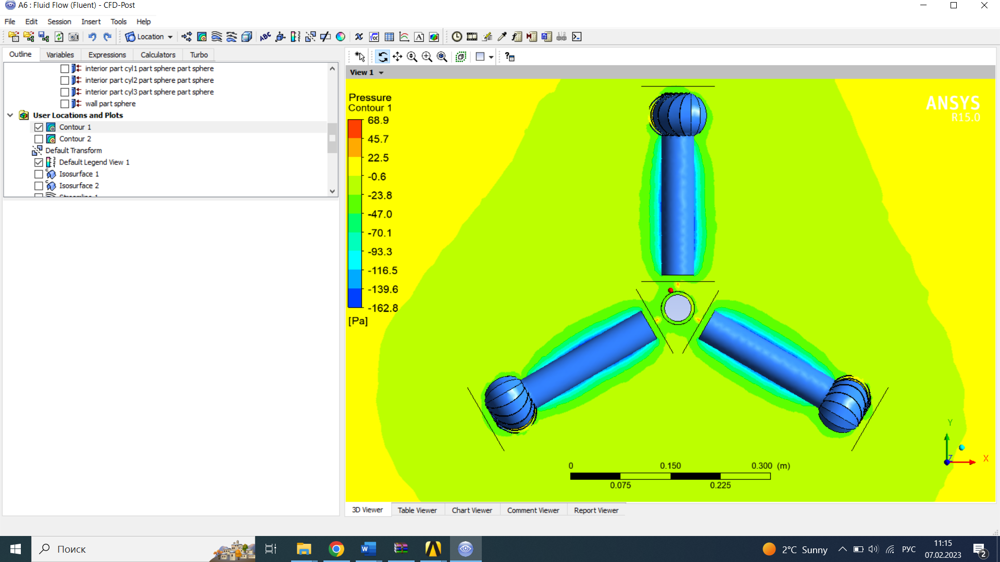 A6 : Fluid Flow (Fluent) - CFD-Post
File Edit Session Insert Tools Help
Location
Outline Variables Expressions Calculators Turbo
interior part cyl1 part sphere part sphere
interior part cyl2 part sphere part sphere
interior part cyl3 part sphere part sphere
wall part sphere
User Locations and Plots
Contour 1
Contour 2
Default Transform
Default Legend View 1
Isosurface 1
Isosurface 2
View 1
Pressure
Contour 1
68.9
45.7
22.5
-0.6
-23.8
-47.0
-70.1
-93.3
-116.5
-139.6
-162.8
[Pa]
ANSYS
R15.0
Y
Z
X
0 0.150 0.300 (m)
0.075 0.225
3D Viewer Table Viewer Chart Viewer Comment Viewer Report Viewer
Поиск
2°C Sunny
РУС
11:15
07.02.2023
2